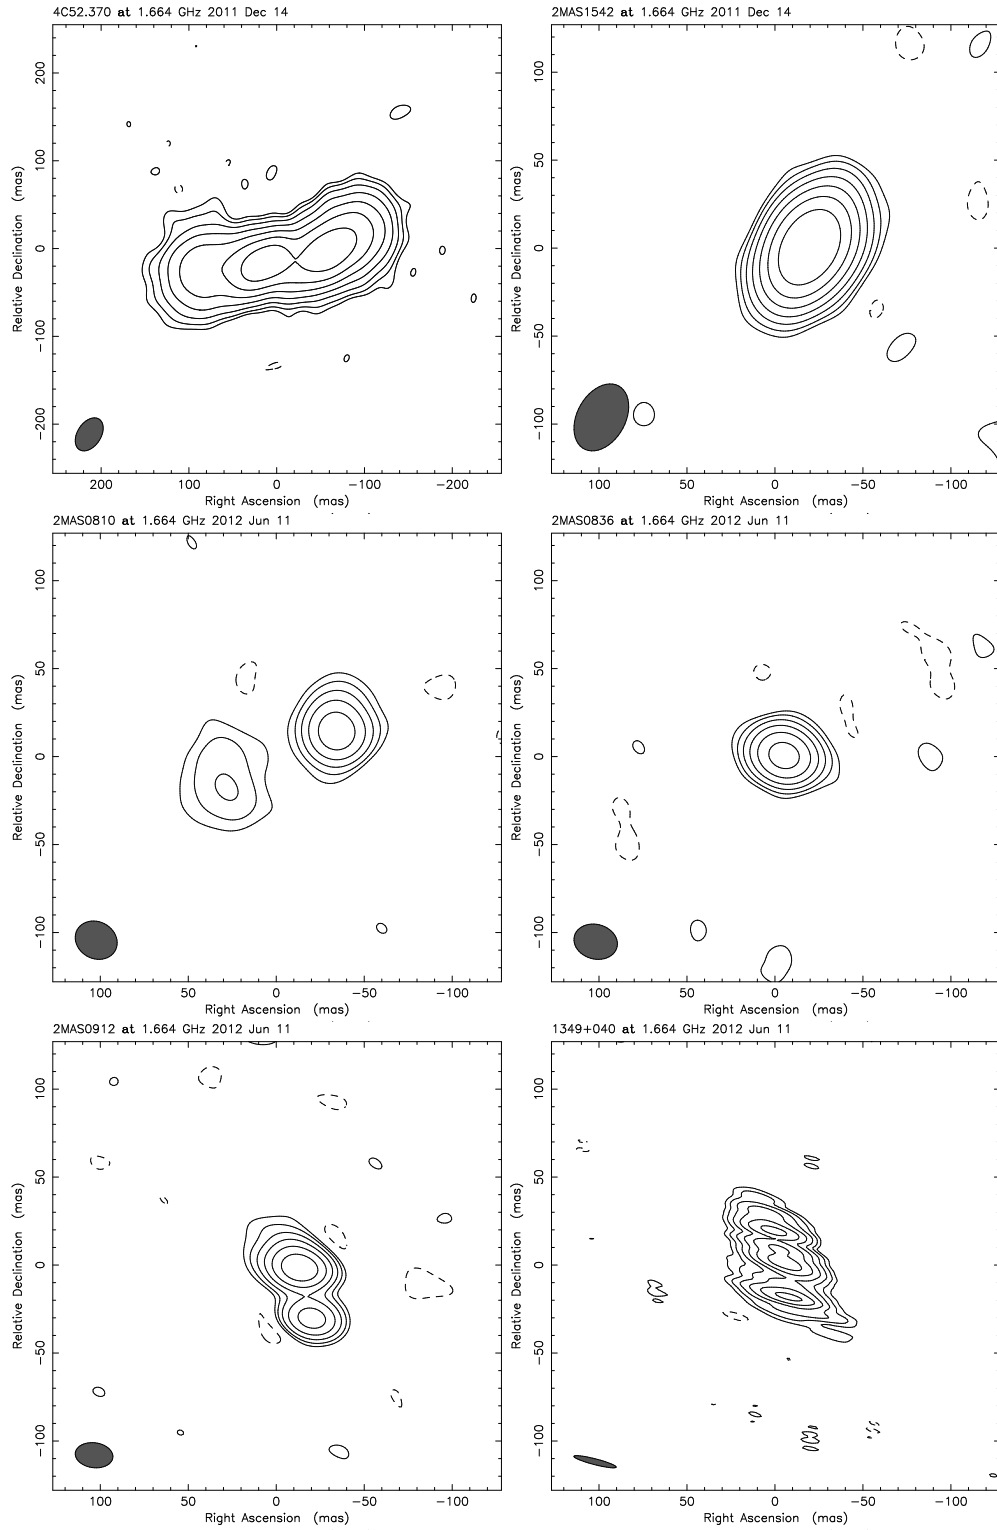 4C52.370 at 1.664 GHz 2011 Dec 14
Relative Declination (mas)
200
100
0
−100
−200
200 100 0 −100 −200
Right Ascension (mas)
2MAS1542 at 1.664 GHz 2011 Dec 14
Relative Declination (mas)
100
50
0
−50
−100
100 50 0 −50 −100
Right Ascension (mas)
2MAS0810 at 1.664 GHz 2012 Jun 11
Relative Declination (mas)
100
50
0
−50
−100
100 50 0 −50 −100
Right Ascension (mas)
2MAS0836 at 1.664 GHz 2012 Jun 11
Relative Declination (mas)
100
50
0
−50
−100
100 50 0 −50 −100
Right Ascension (mas)
2MAS0912 at 1.664 GHz 2012 Jun 11
Relative Declination (mas)
100
50
0
−50
−100
100 50 0 −50 −100
Right Ascension (mas)
1349+040 at 1.664 GHz 2012 Jun 11
Relative Declination (mas)
100
50
0
−50
−100
100 50 0 −50 −100
Right Ascension (mas)